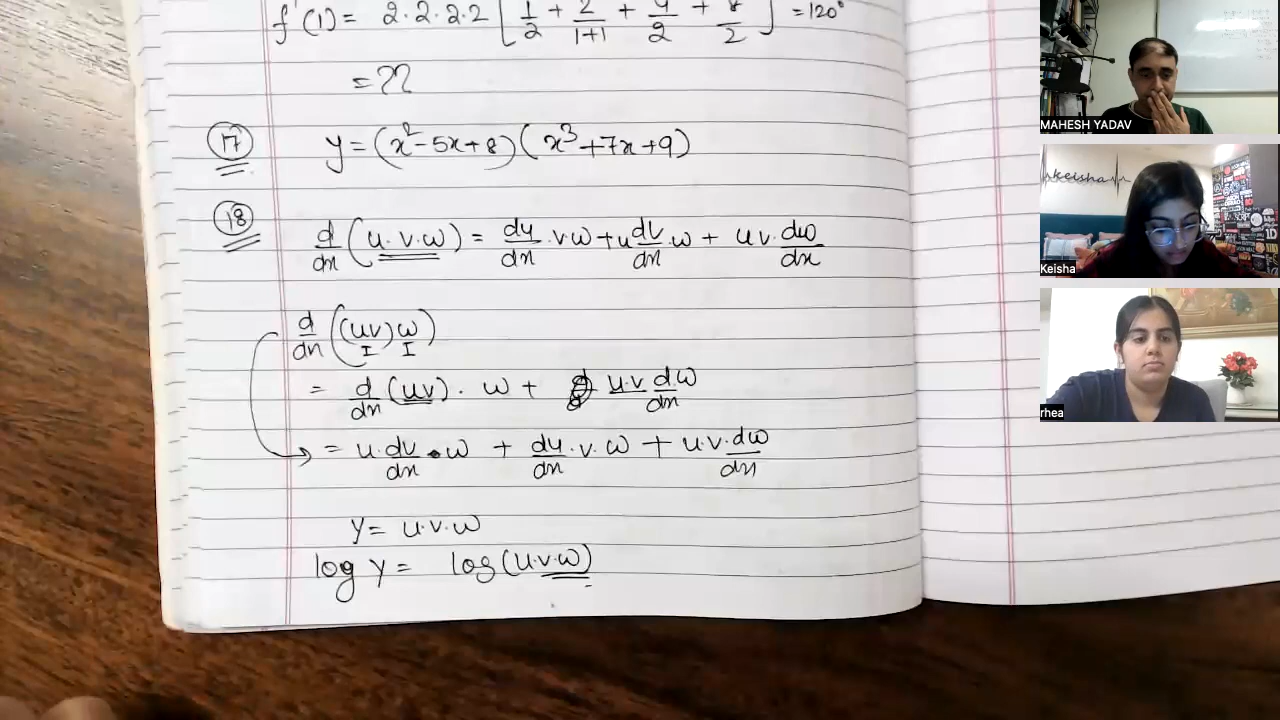 f'(1) = 2·2·2·2 [1/2 + 2/1+1 + 4/2 + 8/2] = 120
= ??
17 y = (x² - 5x + 8)(x³ + 7x + 9)
18 d/dx (u·v·w) = du/dx · vw + u dv/dx · w + uv · dw/dx
d/dx ((uv) w)
I I
= d/dx (uv) · w + u·v dw/dx
= u· dv/dx · w + du/dx · v· w + u·v· dw/dx
y = u·v·w
log y = log (u·v·w)
MAHESH YADAV
keisha
Keisha
rhea